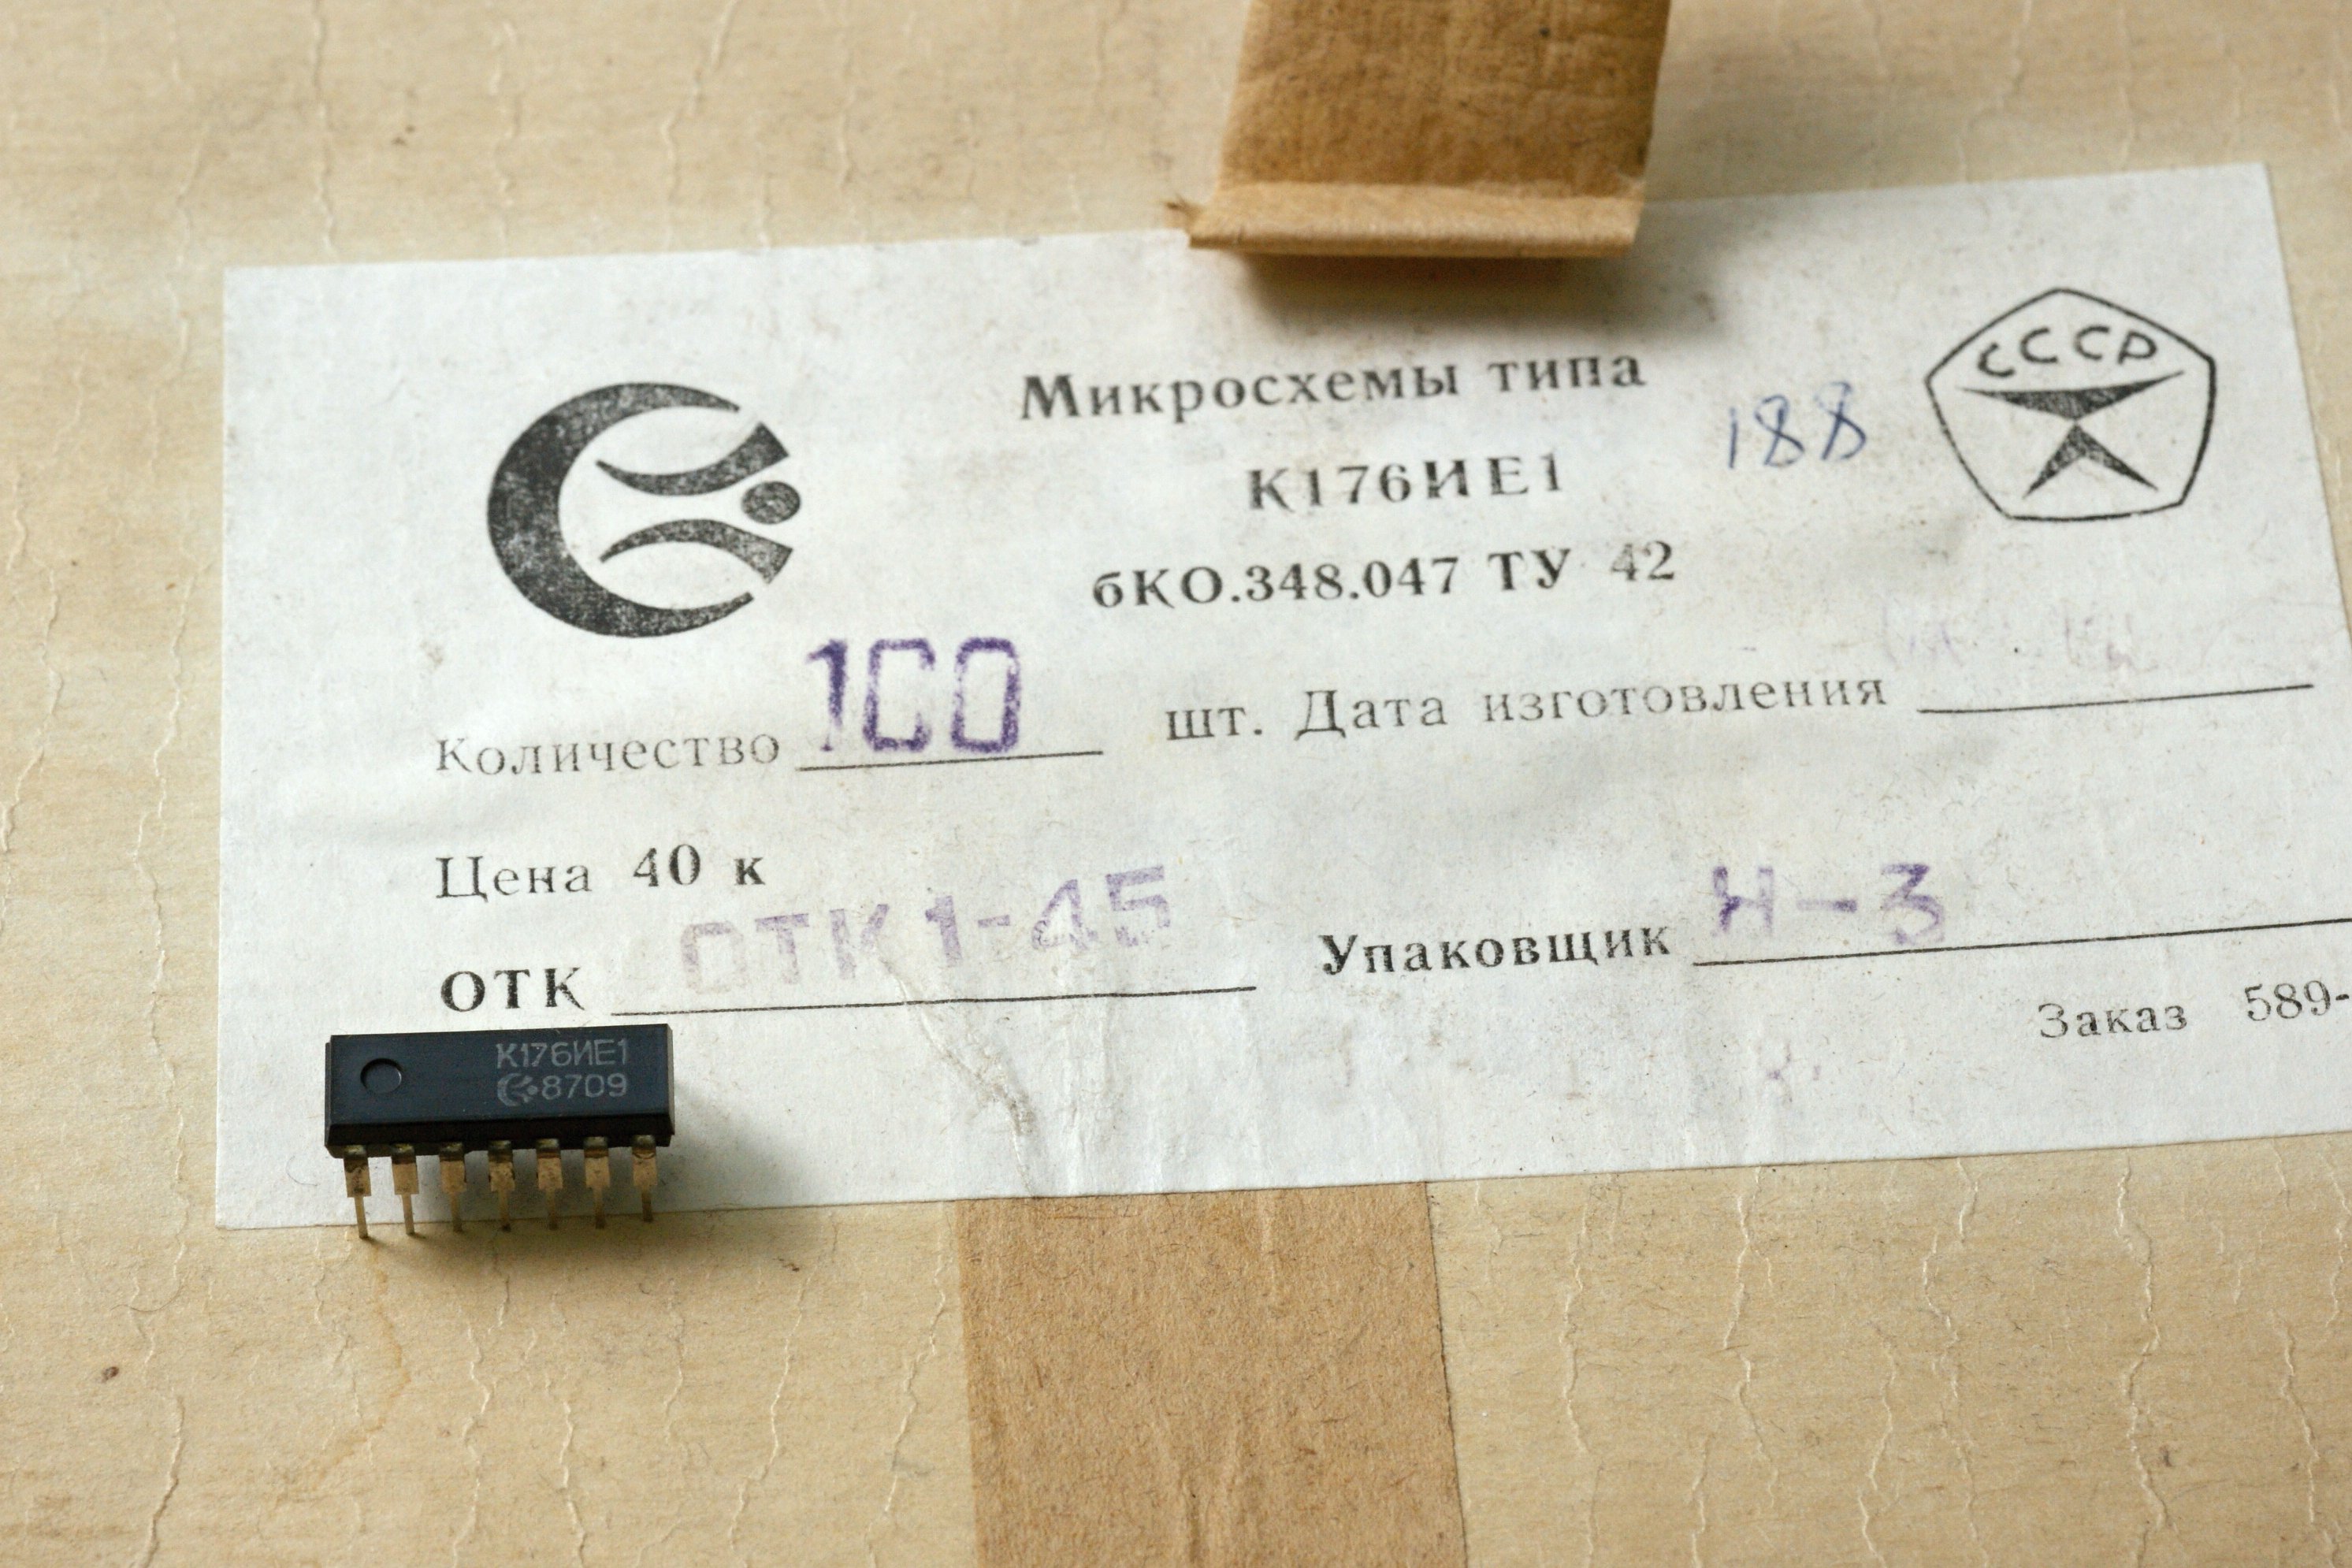 СССР
Микросхемы типа
188
К176ИЕ1
бКО.348.047 ТУ 42
Количество 100 шт. Дата изготовления
Цена 40 к
ОТК ОТК 1-45 Упаковщик Н-3
Заказ 589-
К176ИЕ1
8709